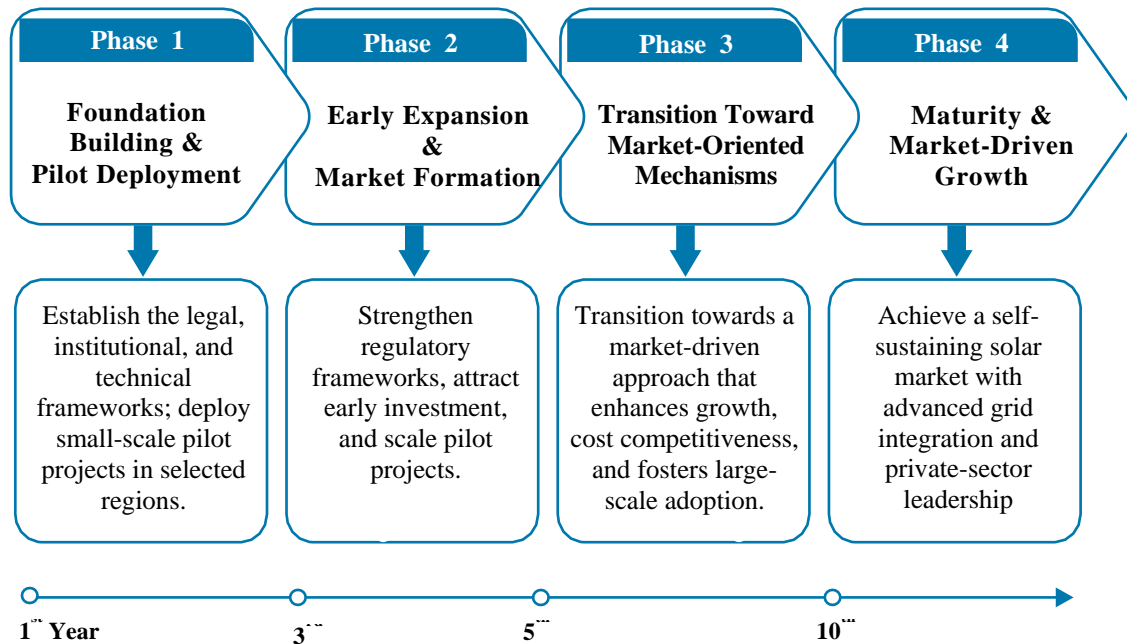 Phase 1
Foundation
Building &
Pilot Deployment
Phase 2
Early Expansion
&
Market Formation
Phase 3
Transition Toward
Market-Oriented
Mechanisms
Phase 4
Maturity &
Market-Driven
Growth
Establish the legal,
institutional, and
technical
frameworks; deploy
small-scale pilot
projects in selected
regions.
Strengthen
regulatory
frameworks, attract
early investment,
and scale pilot
projects.
Transition towards a
market-driven
approach that
enhances growth,
cost competitiveness,
and fosters large-
scale adoption.
Achieve a self-
sustaining solar
market with
advanced grid
integration and
private-sector
leadership
1st Year
3rd
5th
10th